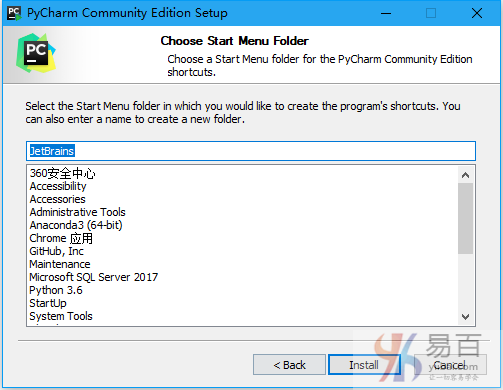 PyCharm Community Edition Setup
PC
Choose Start Menu Folder
Choose a Start Menu folder for the PyCharm Community Edition
shortcuts.
Select the Start Menu folder in which you would like to create the program's shortcuts. You
can also enter a name to create a new folder.
JetBrains
360安全中心
Accessibility
Accessories
Administrative Tools
Anaconda3 (64-bit)
Chrome 应用
GitHub, Inc
Maintenance
Microsoft SQL Server 2017
Python 3.6
StartUp
System Tools
< Back
Install
Cancel
易百